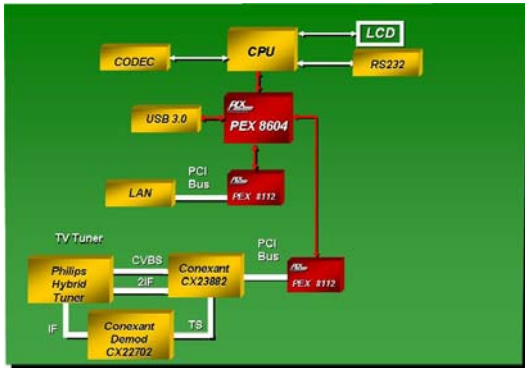 LCD
CPU
CODEC
RS232
USB 3.0
PEX 8604
PCI
Bus
LAN
PEX 8112
TV Tuner
CVBS
PCI
Bus
Philips
Hybrid
Tuner
2IF
Conexant
CX23882
PEX 8112
IF
TS
Conexant
Demod
CX22702